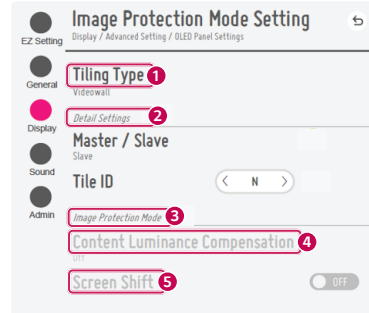 Image Protection Mode Setting
Display / Advanced Setting / OLED Panel Settings
EZ Setting
General
Display
Sound
Admin
Tiling Type 1
Videowall
Detail Settings 2
Master / Slave
Slave
Tile ID
< N >
Image Protection Mode 3
Content Luminance Compensation 4
Off
Screen Shift 5
OFF